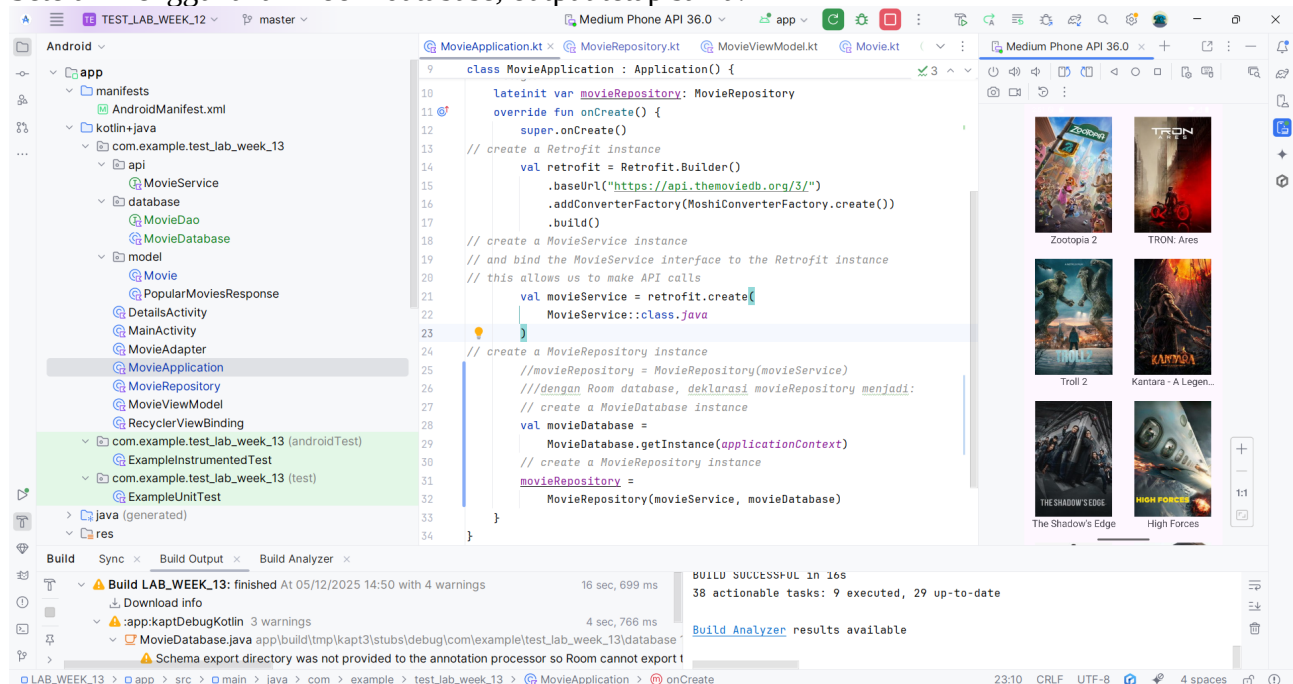 TE TEST_LAB_WEEK_12 master Medium Phone API 36.0 app
Android
app
manifests
AndroidManifest.xml
kotlin+java
com.example.test_lab_week_13
api
MovieService
database
MovieDao
MovieDatabase
model
Movie
PopularMoviesResponse
DetailsActivity
MainActivity
MovieAdapter
MovieApplication
MovieRepository
MovieViewModel
RecyclerViewBinding
com.example.test_lab_week_13 (androidTest)
ExampleInstrumentedTest
com.example.test_lab_week_13 (test)
ExampleUnitTest
java (generated)
res
MovieApplication.kt MovieRepository.kt MovieViewModel.kt Movie.kt
3
9 class MovieApplication : Application() {
10 lateinit var movieRepository: MovieRepository
11 override fun onCreate() {
12 super.onCreate()
13 // create a Retrofit instance
14 val retrofit = Retrofit.Builder()
15 .baseUrl("https://api.themoviedb.org/3/")
16 .addConverterFactory(MoshiConverterFactory.create())
17 .build()
18 // create a MovieService instance
19 // and bind the MovieService interface to the Retrofit instance
20 // this allows us to make API calls
21 val movieService = retrofit.create(
22 MovieService::class.java
23 )
24 // create a MovieRepository instance
25 //movieRepository = MovieRepository(movieService)
26 ///dengan Room database, deklarasi movieRepository menjadi:
27 // create a MovieDatabase instance
28 val movieDatabase =
29 MovieDatabase.getInstance(applicationContext)
30 // create a MovieRepository instance
31 movieRepository =
32 MovieRepository(movieService, movieDatabase)
33 }
34 }
Medium Phone API 36.0
ZOOTOPIA
2
TRON
ARES
Zootopia 2 TRON: Ares
TROLL 2
KANTARA
Troll 2 Kantara - A Legen...
THE SHADOW'S EDGE
HIGH FORCES
The Shadow's Edge High Forces
1:1
Build Sync Build Output Build Analyzer
Build LAB_WEEK_13: finished At 05/12/2025 14:50 with 4 warnings 16 sec, 699 ms
Download info
:app:kaptDebugKotlin 3 warnings 4 sec, 766 ms
MovieDatabase.java app\build\tmp\kapt3\stubs\debug\com\example\test_lab_week_13\database
Schema export directory was not provided to the annotation processor so Room cannot export
BUILD SUCCESSFUL in 16s
38 actionable tasks: 9 executed, 29 up-to-date
Build Analyzer results available
LAB_WEEK_13 > app > src > main > java > com > example > test_lab_week_13 > MovieApplication > onCreate 23:10 CRLF UTF-8 4 spaces